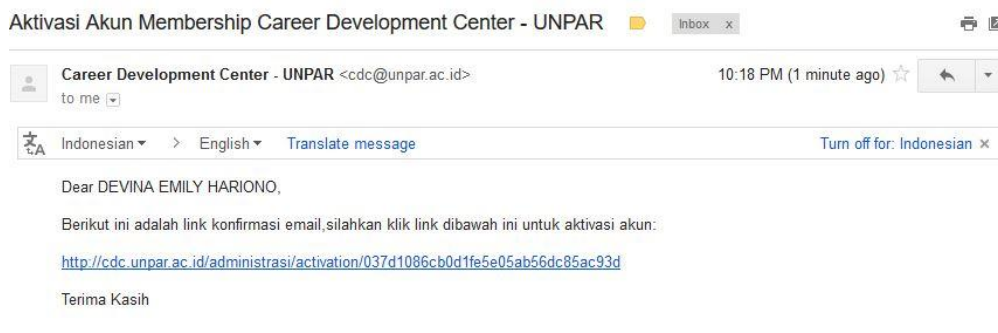 Aktivasi Akun Membership Career Development Center - UNPAR Inbox x
Career Development Center - UNPAR <cdc@unpar.ac.id> 10:18 PM (1 minute ago)
to me
Indonesian > English Translate message Turn off for: Indonesian x
Dear DEVINA EMILY HARIONO,
Berikut ini adalah link konfirmasi email,silahkan klik link dibawah ini untuk aktivasi akun:
http://cdc.unpar.ac.id/administrasi/activation/037d1086cb0d1fe5e05ab56dc85ac93d
Terima Kasih